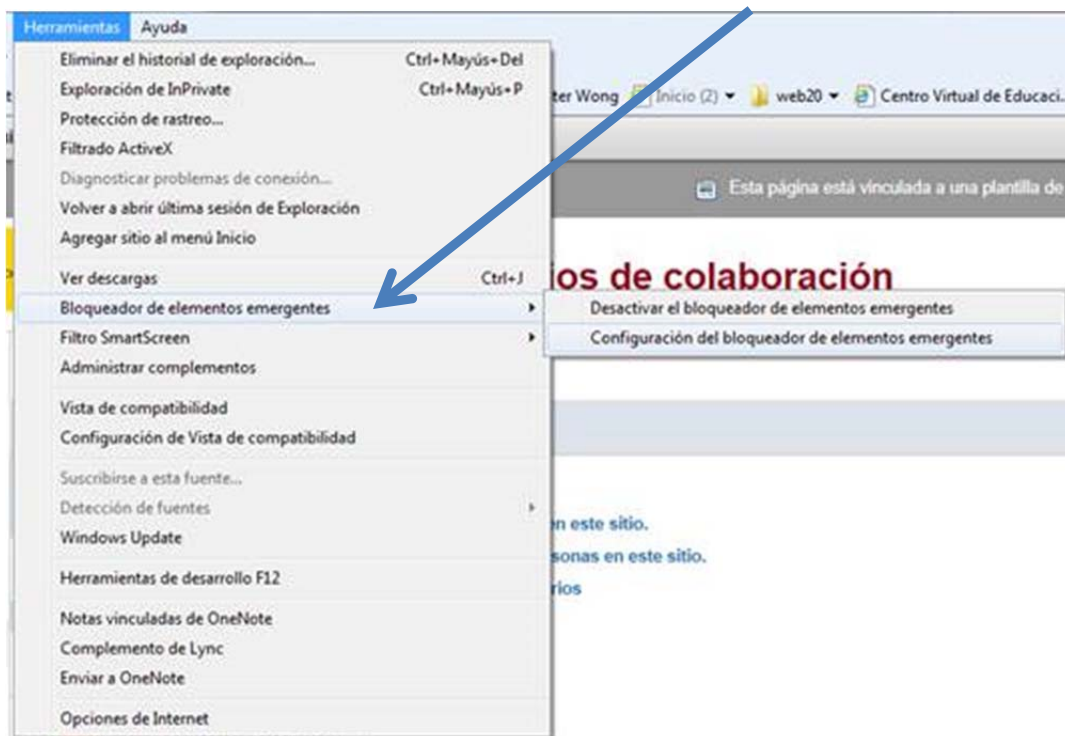 Herramientas Ayuda
Eliminar el historial de exploración... Ctrl+Mayús+Del
Exploración de InPrivate Ctrl+Mayús+P
Protección de rastreo...
Filtrado ActiveX
Diagnosticar problemas de conexión...
Volver a abrir última sesión de Exploración
Agregar sitio al menú Inicio
Ver descargas Ctrl+J
Bloqueador de elementos emergentes
Filtro SmartScreen
Administrar complementos
Vista de compatibilidad
Configuración de Vista de compatibilidad
Suscribirse a esta fuente...
Detección de fuentes
Windows Update
Herramientas de desarrollo F12
Notas vinculadas de OneNote
Complemento de Lync
Enviar a OneNote
Opciones de Internet
Wong Inicio (2) web20 Centro Virtual de Educaci...
Esta página está vinculada a una plantilla de
de colaboración
Desactivar el bloqueador de elementos emergentes
Configuración del bloqueador de elementos emergentes
en este sitio.
en este sitio.